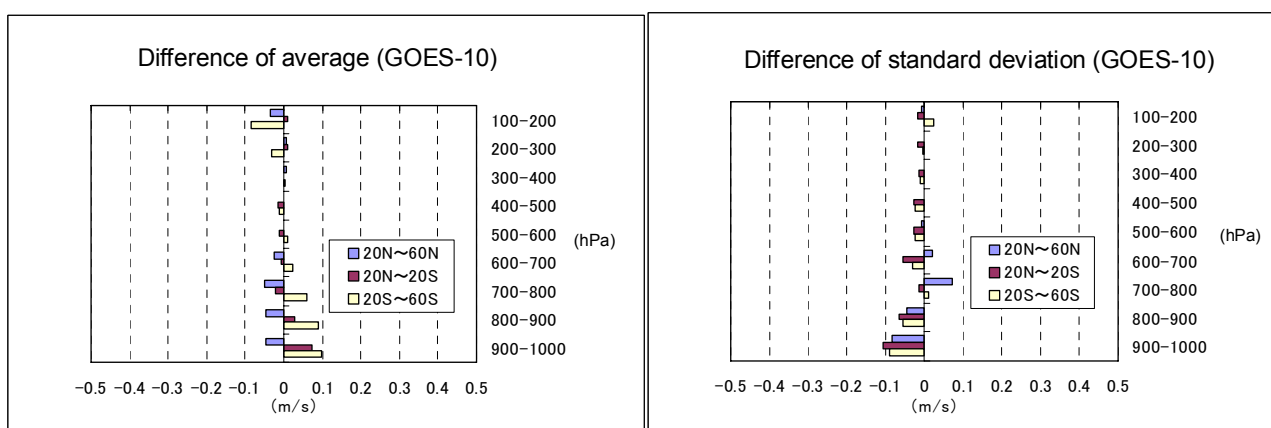 Difference of average (GOES-10)
100-200
200-300
300-400
400-500
500-600
600-700
700-800
800-900
900-1000
(hPa)
20N～60N
20N～20S
20S～60S
-0.5 -0.4 -0.3 -0.2 -0.1 0 0.1 0.2 0.3 0.4 0.5
(m/s)
Difference of standard deviation (GOES-10)
100-200
200-300
300-400
400-500
500-600
600-700
700-800
800-900
900-1000
(hPa)
20N～60N
20N～20S
20S～60S
-0.5 -0.4 -0.3 -0.2 -0.1 0 0.1 0.2 0.3 0.4 0.5
(m/s)